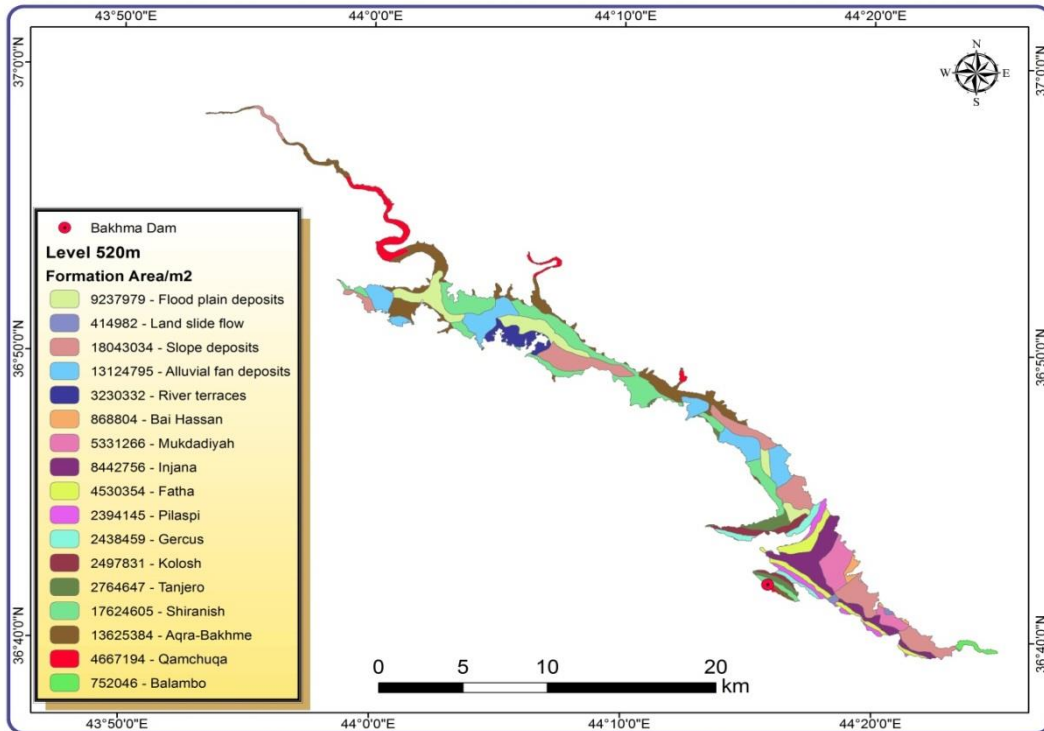 43°50'0"E 44°0'0"E 44°10'0"E 44°20'0"E
37°0'0"N 37°0'0"N
N
W E
S
Bakhma Dam
Level 520m
Formation Area/m2
9237979 - Flood plain deposits
414982 - Land slide flow
18043034 - Slope deposits
13124795 - Alluvial fan deposits
3230332 - River terraces
868804 - Bai Hassan
5331266 - Mukdadiyah
8442756 - Injana
4530354 - Fatha
2394145 - Pilaspi
2438459 - Gercus
2497831 - Kolosh
2764647 - Tanjero
17624605 - Shiranish
13625384 - Aqra-Bakhme
4667194 - Qamchuqa
752046 - Balambo
36°50'0"N 36°50'0"N
36°40'0"N 36°40'0"N
0 5 10 20
km
43°50'0"E 44°0'0"E 44°10'0"E 44°20'0"E